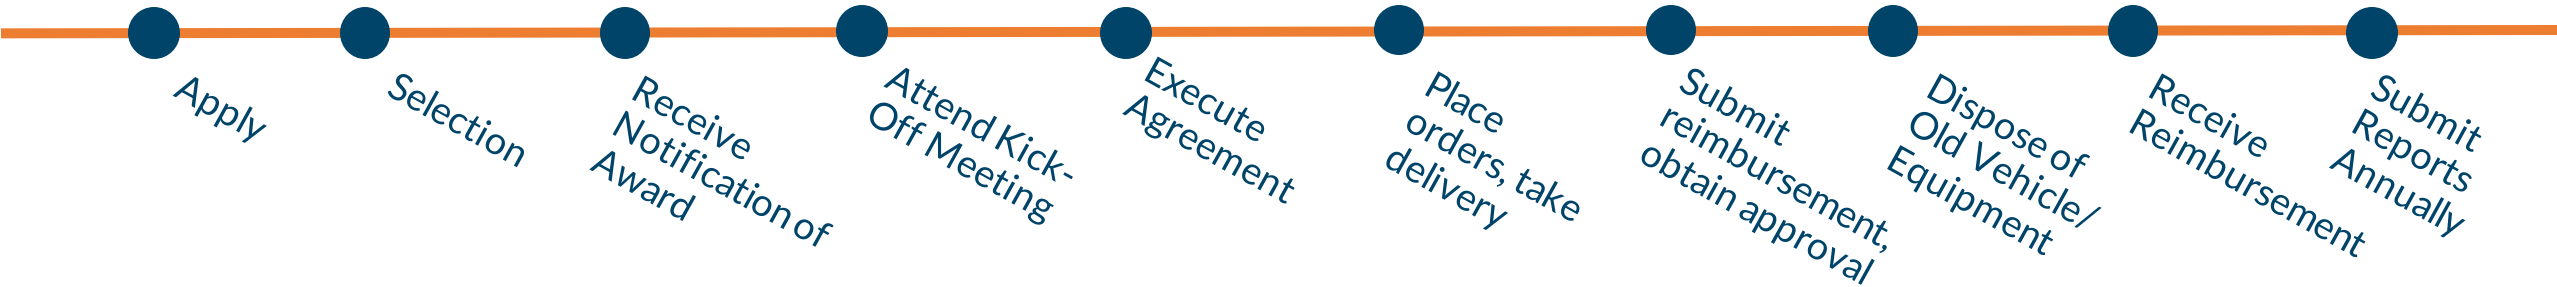 Apply
Selection
Receive
Notification of
Award
Attend Kick-
Off Meeting
Execute
Agreement
Place
orders, take
delivery
Submit
reimbursement,
obtain approval
Dispose of
Old Vehicle/
Equipment
Receive
Reimbursement
Submit
Reports
Annually